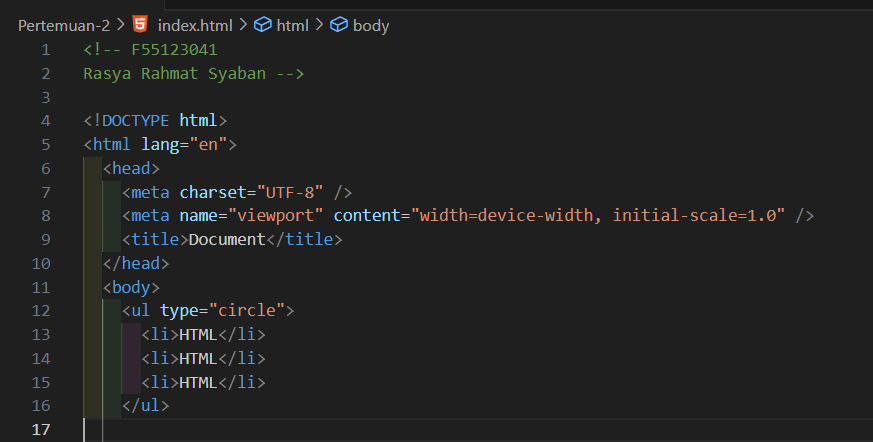 Pertemuan-2 > index.html > html > body
1 <!-- F55123041
2 Rasya Rahmat Syaban -->
3
4 <!DOCTYPE html>
5 <html lang="en">
6 <head>
7 <meta charset="UTF-8" />
8 <meta name="viewport" content="width=device-width, initial-scale=1.0" />
9 <title>Document</title>
10 </head>
11 <body>
12 <ul type="circle">
13 <li>HTML</li>
14 <li>HTML</li>
15 <li>HTML</li>
16 </ul>
17